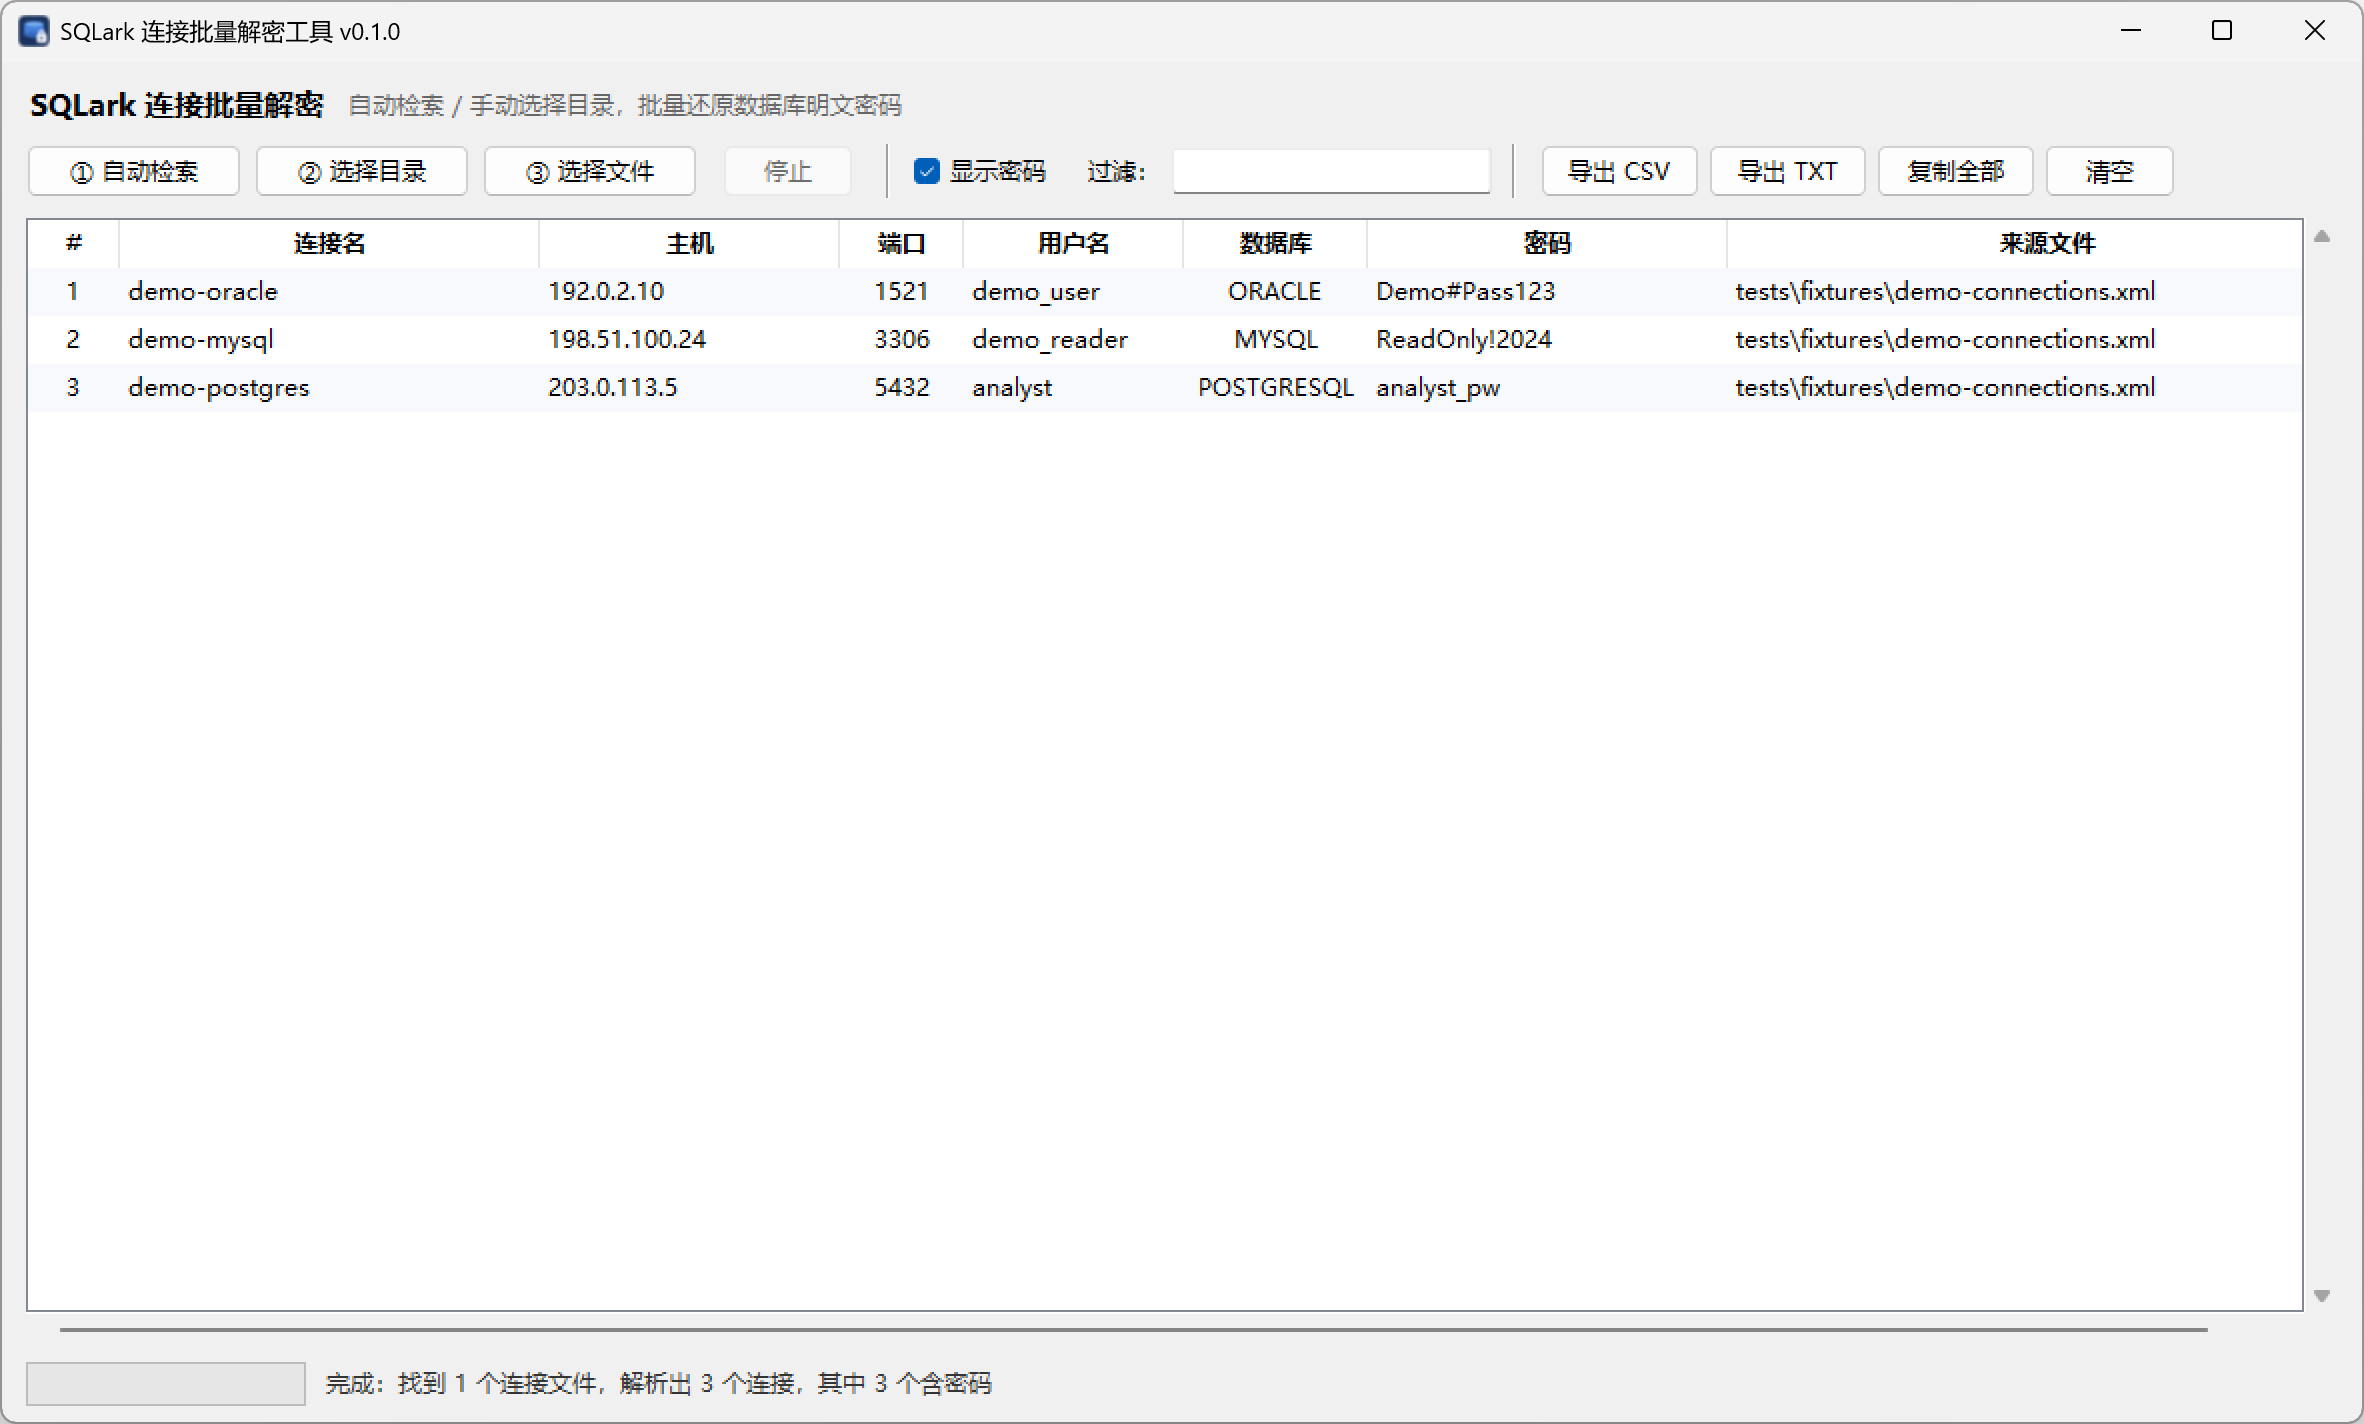 SQLark 连接批量解密工具 v0.1.0
SQLark 连接批量解密 自动检索 / 手动选择目录，批量还原数据库明文密码
① 自动检索 ② 选择目录 ③ 选择文件 停止 显示密码 过滤： 导出 CSV 导出 TXT 复制全部 清空
# 连接名 主机 端口 用户名 数据库 密码 来源文件
1 demo-oracle 192.0.2.10 1521 demo_user ORACLE Demo#Pass123 tests\fixtures\demo-connections.xml
2 demo-mysql 198.51.100.24 3306 demo_reader MYSQL ReadOnly!2024 tests\fixtures\demo-connections.xml
3 demo-postgres 203.0.113.5 5432 analyst POSTGRESQL analyst_pw tests\fixtures\demo-connections.xml
完成：找到 1 个连接文件，解析出 3 个连接，其中 3 个含密码